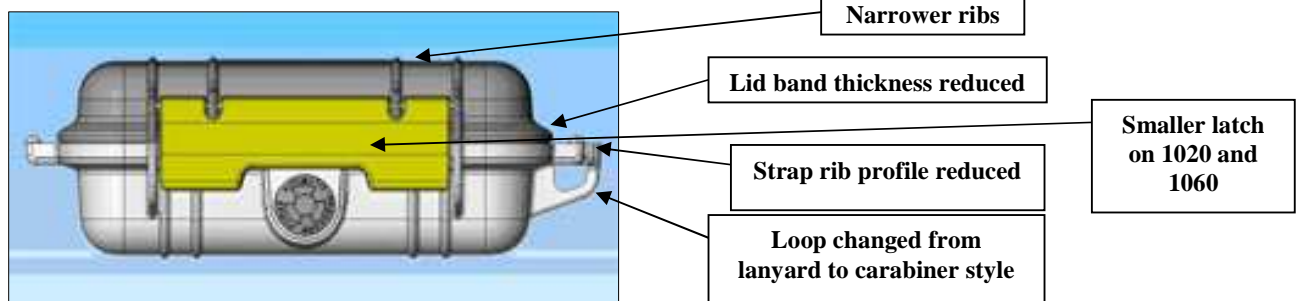 Narrower ribs
Lid band thickness reduced
Smaller latch
on 1020 and
1060
Strap rib profile reduced
Loop changed from
lanyard to carabiner style